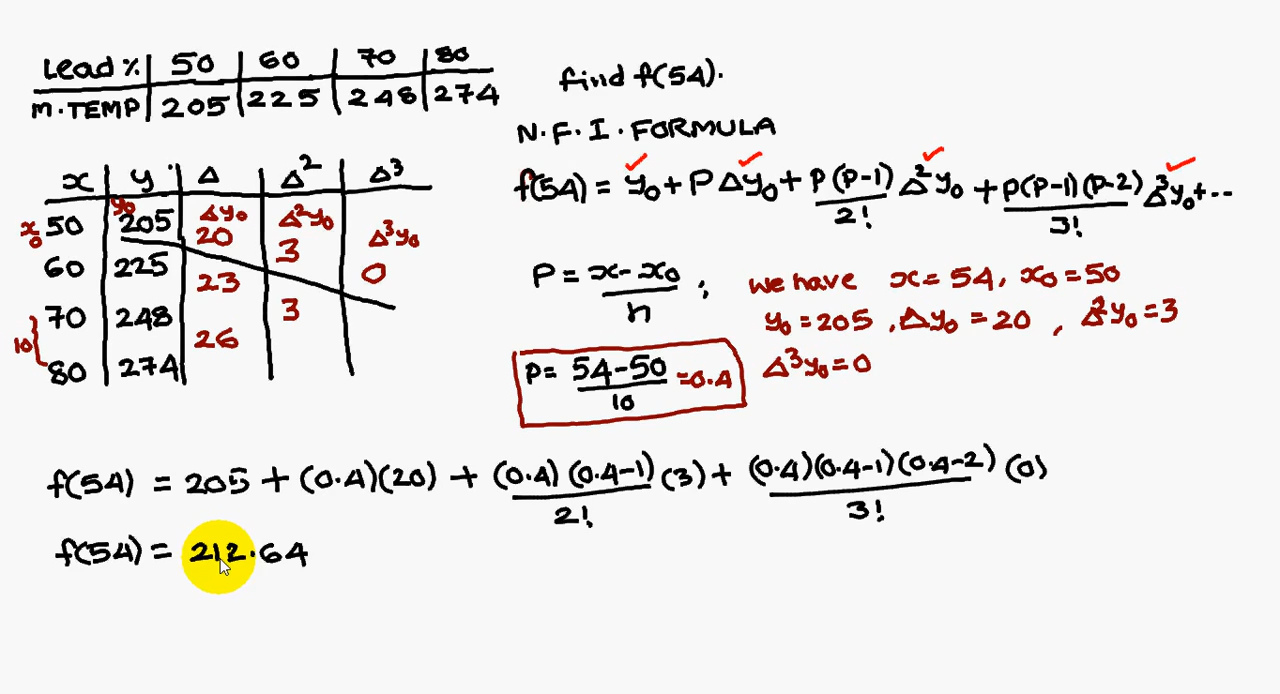 Lead % 50 60 70 80
M.TEMP 205 225 248 274
find f(54).
N.F.I. FORMULA
f(54) = y₀ + P Δy₀ + P(P-1)/2! Δ²y₀ + P(P-1)(P-2)/3! Δ³y₀ + ...
x y Δ Δ² Δ³
x₀ 50 y₀ 205 Δy₀ 20 Δ²y₀ 3 Δ³y₀ 0
60 225 23 3
70 248 26
80 274
10
P = x - x₀ / h ; we have x = 54, x₀ = 50
y₀ = 205, Δy₀ = 20, Δ²y₀ = 3
Δ³y₀ = 0
P = 54-50/10 = 0.4
f(54) = 205 + (0.4)(20) + (0.4)(0.4-1)/2! (3) + (0.4)(0.4-1)(0.4-2)/3! (0)
f(54) = 212.64